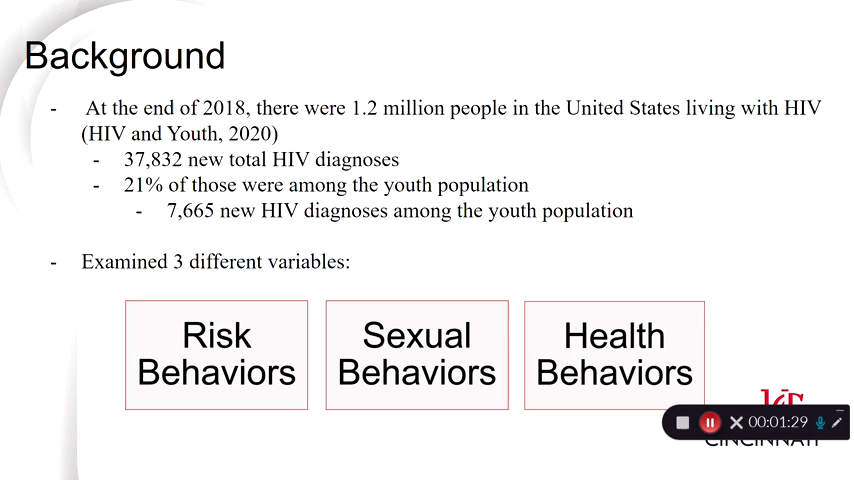 Background
- At the end of 2018, there were 1.2 million people in the United States living with HIV
(HIV and Youth, 2020)
- 37,832 new total HIV diagnoses
- 21% of those were among the youth population
- 7,665 new HIV diagnoses among the youth population
- Examined 3 different variables:
Risk
Behaviors
Sexual
Behaviors
Health
Behaviors
00:01:29
CINCINNATI